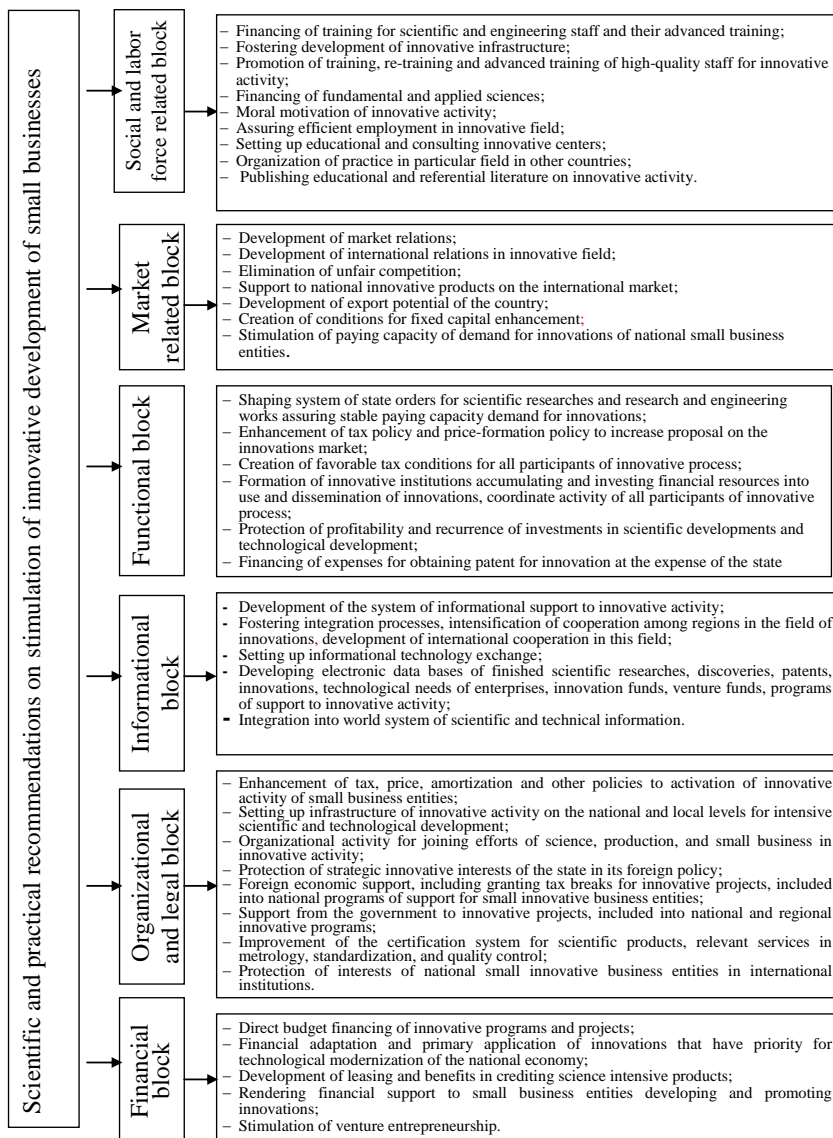 Scientific and practical recommendations on stimulation of innovative development of small businesses
Social and labor
force related block
– Financing of training for scientific and engineering staff and their advanced training;
– Fostering development of innovative infrastructure;
– Promotion of training, re-training and advanced training of high-quality staff for innovative
activity;
– Financing of fundamental and applied sciences;
– Moral motivation of innovative activity;
– Assuring efficient employment in innovative field;
– Setting up educational and consulting innovative centers;
– Organization of practice in particular field in other countries;
– Publishing educational and referential literature on innovative activity.
Market
related block
– Development of market relations;
– Development of international relations in innovative field;
– Elimination of unfair competition;
– Support to national innovative products on the international market;
– Development of export potential of the country;
– Creation of conditions for fixed capital enhancement;
– Stimulation of paying capacity of demand for innovations of national small business
entities.
Functional block
– Shaping system of state orders for scientific researches and research and engineering
works assuring stable paying capacity demand for innovations;
– Enhancement of tax policy and price-formation policy to increase proposal on the
innovations market;
– Creation of favorable tax conditions for all participants of innovative process;
– Formation of innovative institutions accumulating and investing financial resources into
use and dissemination of innovations, coordinate activity of all participants of innovative
process;
– Protection of profitability and recurrence of investments in scientific developments and
technological development;
– Financing of expenses for obtaining patent for innovation at the expense of the state
Informational
block
- Development of the system of informational support to innovative activity;
- Fostering integration processes, intensification of cooperation among regions in the field of
innovations, development of international cooperation in this field;
- Setting up informational technology exchange;
- Developing electronic data bases of finished scientific researches, discoveries, patents,
innovations, technological needs of enterprises, innovation funds, venture funds, programs
of support to innovative activity;
- Integration into world system of scientific and technical information.
Organizational
and legal block
– Enhancement of tax, price, amortization and other policies to activation of innovative
activity of small business entities;
– Setting up infrastructure of innovative activity on the national and local levels for intensive
scientific and technological development;
– Organizational activity for joining efforts of science, production, and small business in
innovative activity;
– Protection of strategic innovative interests of the state in its foreign policy;
– Foreign economic support, including granting tax breaks for innovative projects, included
into national programs of support for small innovative business entities;
– Support from the government to innovative projects, included into national and regional
innovative programs;
– Improvement of the certification system for scientific products, relevant services in
metrology, standardization, and quality control;
– Protection of interests of national small innovative business entities in international
institutions.
Financial
block
– Direct budget financing of innovative programs and projects;
– Financial adaptation and primary application of innovations that have priority for
technological modernization of the national economy;
– Development of leasing and benefits in crediting science intensive products;
– Rendering financial support to small business entities developing and promoting
innovations;
– Stimulation of venture entrepreneurship.